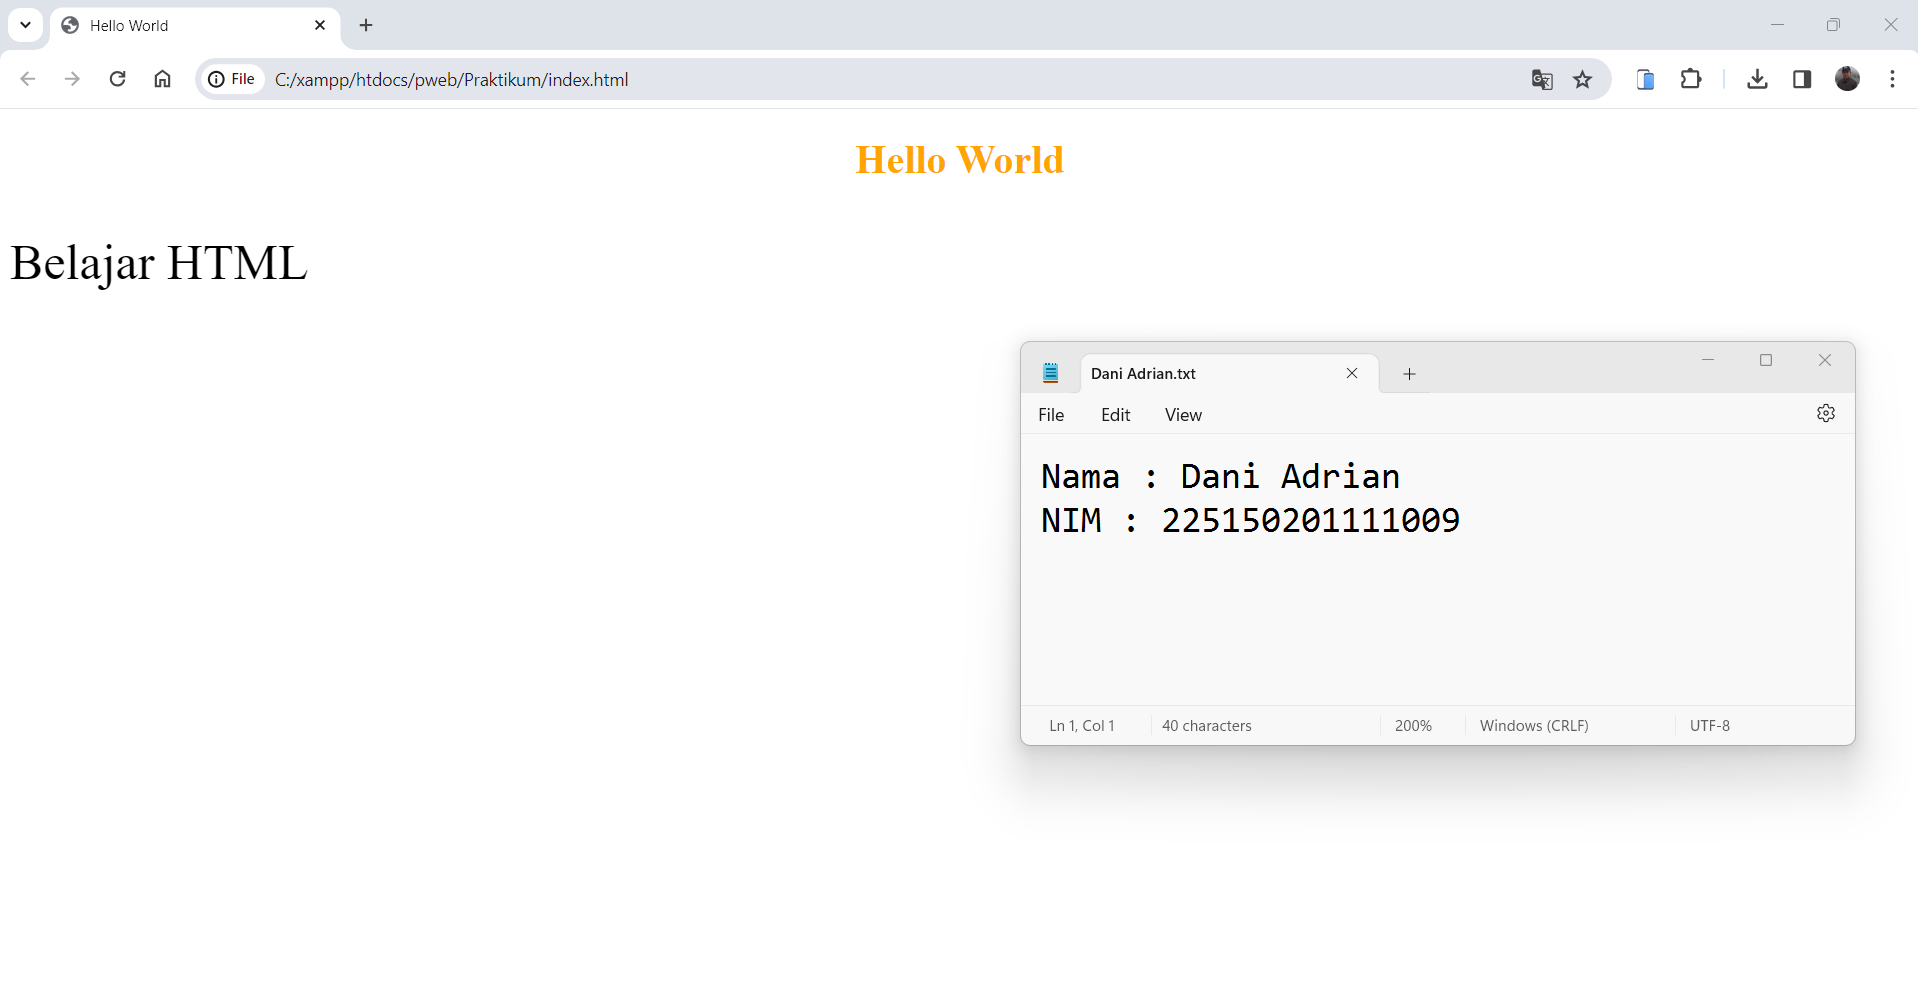 Hello World
File C:/xampp/htdocs/pweb/Praktikum/index.html
Hello World
Belajar HTML
Dani Adrian.txt
File Edit View
Nama : Dani Adrian
NIM : 225150201111009
Ln 1, Col 1 40 characters 200% Windows (CRLF) UTF-8